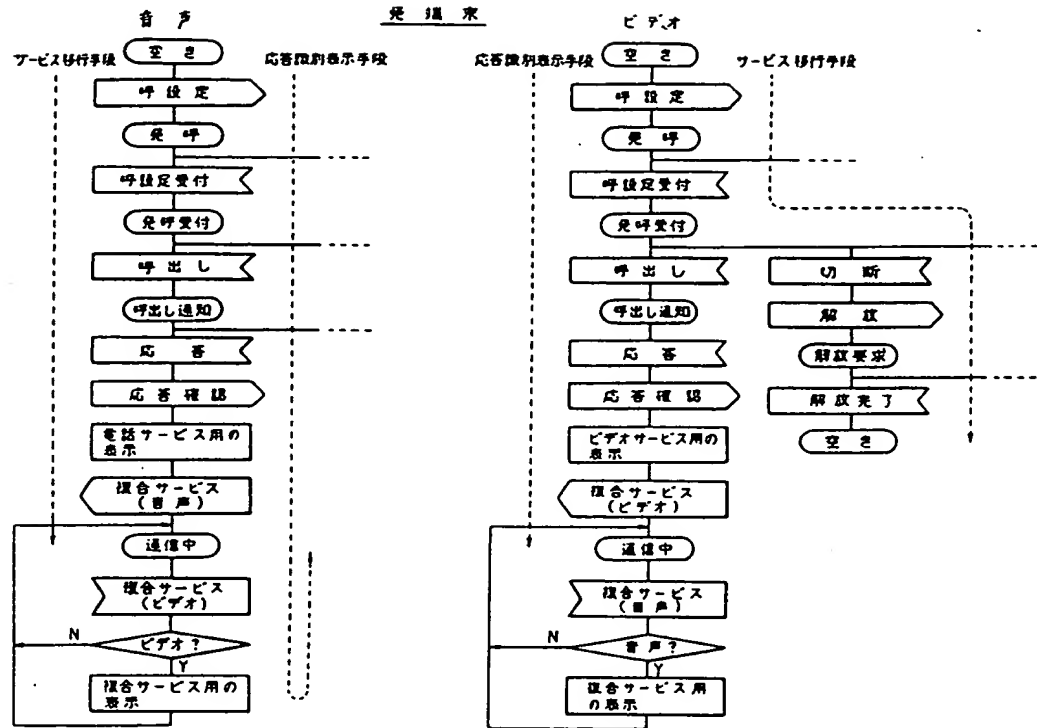 発端末
音声
空き
サービス移行手段
応答識別表示手段
呼設定
発呼
呼設定受付
発呼受付
呼出し
呼出し通知
応答
応答確認
電話サービス用の
表示
複合サービス
(音声)
通信中
複合サービス
(ビデオ)
N
ビデオ?
Y
複合サービス用の
表示
ビデオ
応答識別表示手段
空き
サービス移行手段
呼設定
発呼
呼設定受付
発呼受付
呼出し
呼出し通知
応答
応答確認
ビデオサービス用の
表示
複合サービス
(ビデオ)
通信中
複合サービス
(音声)
N
音声?
Y
複合サービス用
の表示
切断
解放
解放要求
解放完了
空き